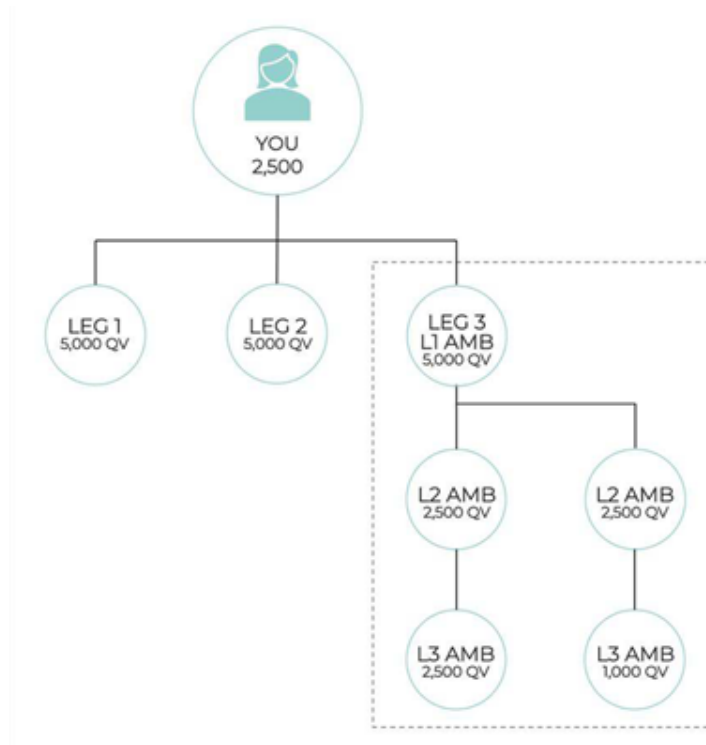 YOU
2,500
LEG 1
5,000 QV
LEG 2
5,000 QV
LEG 3
L1 AMB
5,000 QV
L2 AMB
2,500 QV
L2 AMB
2,500 QV
L3 AMB
2,500 QV
L3 AMB
1,000 QV